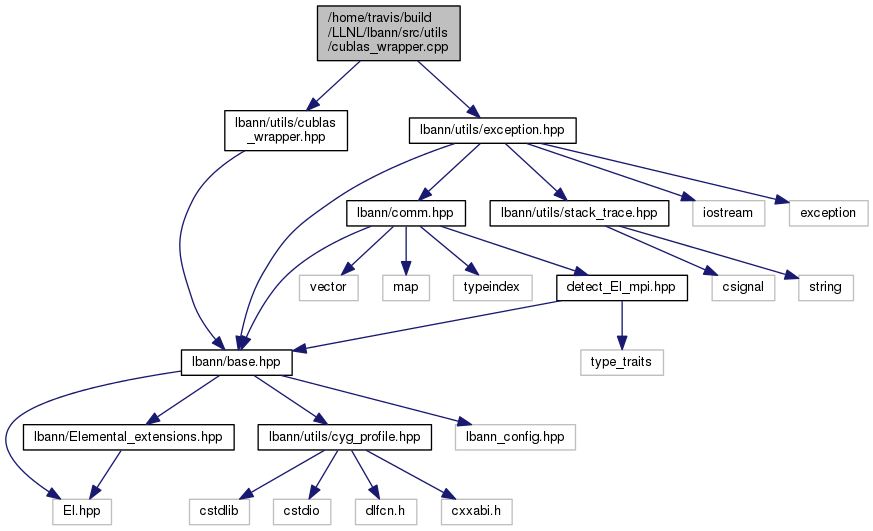 /home/travis/build
/LLNL/lbann/src/utils
/cublas_wrapper.cpp
lbann/utils/cublas
_wrapper.hpp
lbann/utils/exception.hpp
lbann/comm.hpp
lbann/utils/stack_trace.hpp
iostream
exception
vector
map
typeindex
detect_El_mpi.hpp
csignal
string
lbann/base.hpp
type_traits
lbann/Elemental_extensions.hpp
lbann/utils/cyg_profile.hpp
lbann_config.hpp
El.hpp
cstdlib
cstdio
dlfcn.h
cxxabi.h